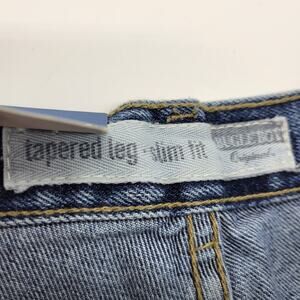 tapered leg · slim fit
Originals